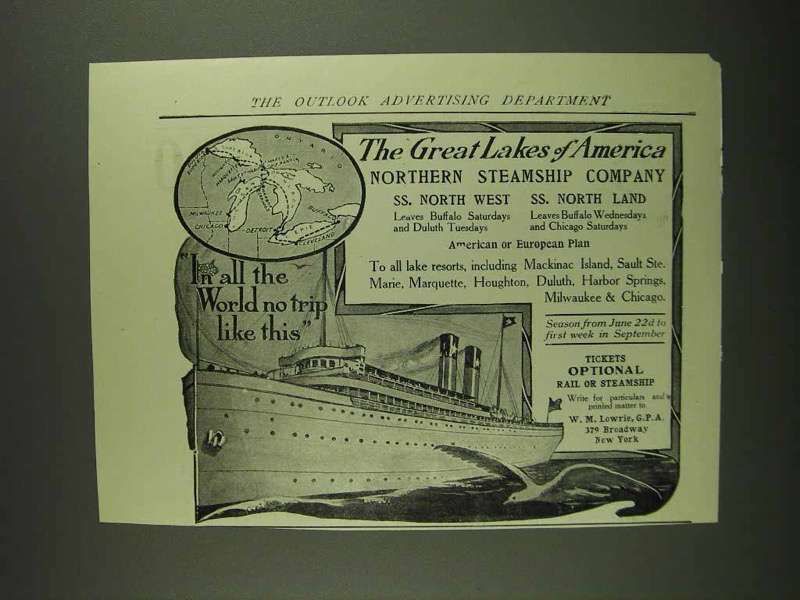 THE OUTLOOK ADVERTISING DEPARTMENT
ONTARIO
MILWAUKEE
CHICAGO
DETROIT
BUFFALO
ERIE
CLEVELAND
The Great Lakes of America
NORTHERN STEAMSHIP COMPANY
SS. NORTH WEST
Leaves Buffalo Saturdays
and Duluth Tuesdays
SS. NORTH LAND
Leaves Buffalo Wednesdays
and Chicago Saturdays
American or European Plan
To all lake resorts, including Mackinac Island, Sault Ste.
Marie, Marquette, Houghton, Duluth, Harbor Springs,
Milwaukee & Chicago.
"In all the
World no trip
like this"
Season from June 22d to
first week in September
TICKETS
OPTIONAL
RAIL OR STEAMSHIP
Write for particulars and
printed matter to
W. M. Lowrie, G.P.A.
379 Broadway
New York